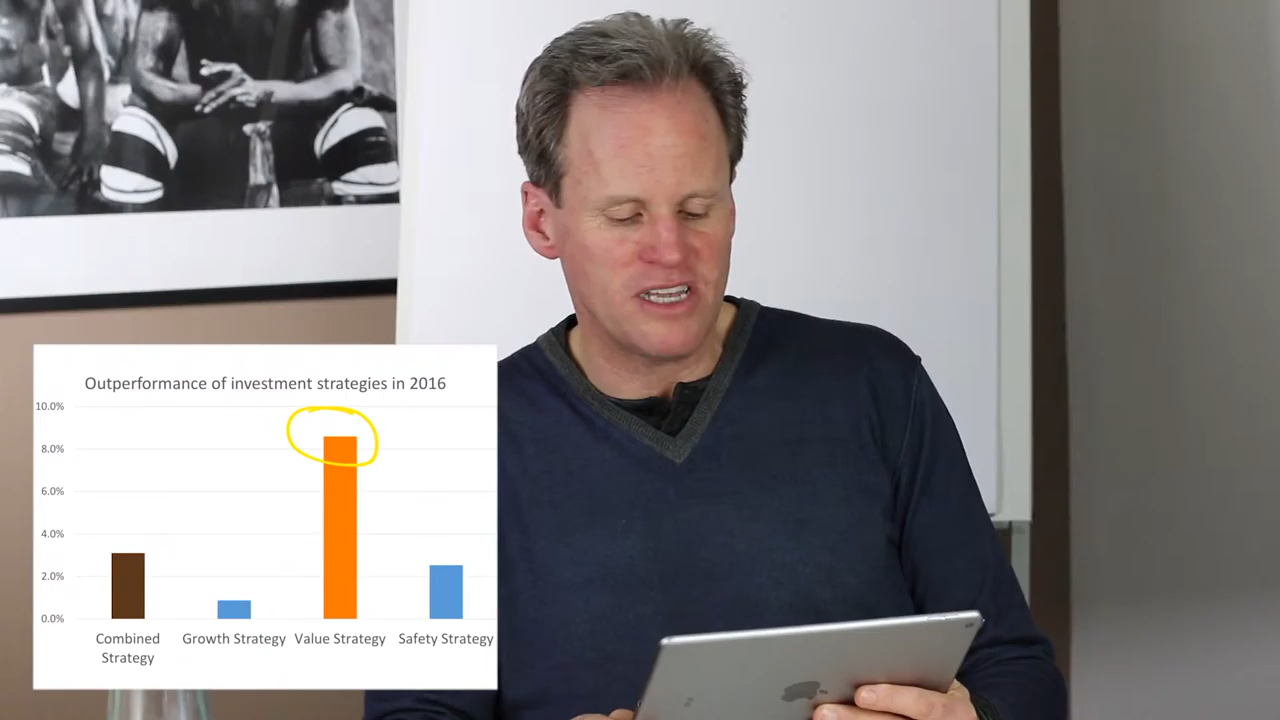 Outperformance of investment strategies in 2016
10.0%
8.0%
6.0%
4.0%
2.0%
0.0%
Combined Strategy
Growth Strategy
Value Strategy
Safety Strategy